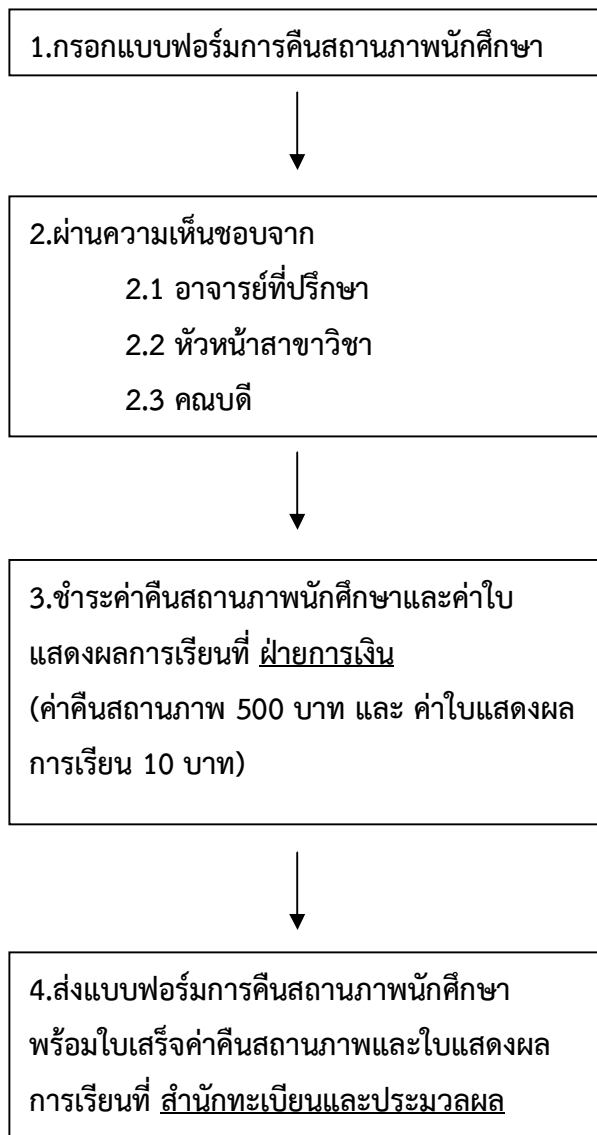 1.กรอกแบบฟอร์มการคืนสถานภาพนักศึกษา
2.ผ่านความเห็นชอบจาก
2.1 อาจารย์ที่ปรึกษา
2.2 หัวหน้าสาขาวิชา
2.3 คณบดี
3.ชำระค่าคืนสถานภาพนักศึกษาและค่าใบ
แสดงผลการเรียนที่ ฝ่ายการเงิน
(ค่าคืนสถานภาพ 500 บาท และ ค่าใบแสดงผล
การเรียน 10 บาท)
4.ส่งแบบฟอร์มการคืนสถานภาพนักศึกษา
พร้อมใบเสร็จค่าคืนสถานภาพและใบแสดงผล
การเรียนที่ สำนักทะเบียนและประมวลผล